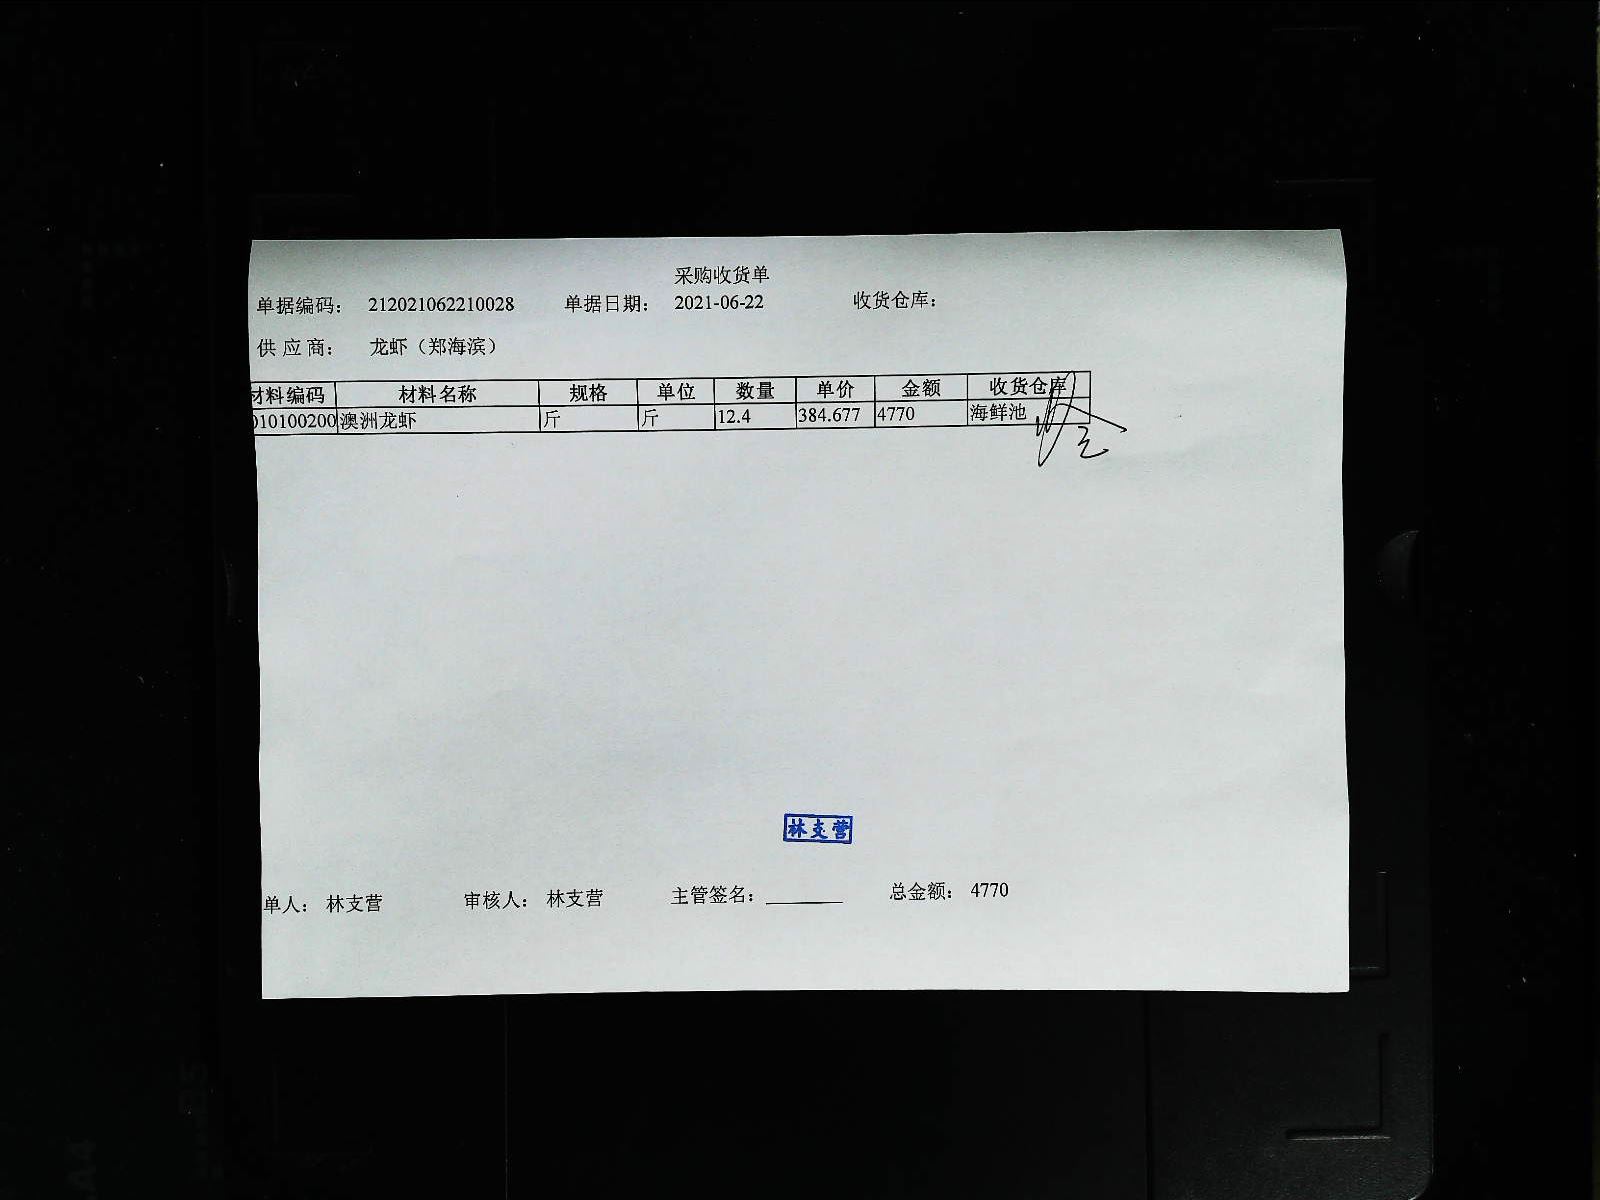 采购收货单
单据编码： 212021062210028 单据日期： 2021-06-22 收货仓库：
供 应 商： 龙虾（郑海滨）
材料编码 材料名称 规格 单位 数量 单价 金额 收货仓库
010100200 澳洲龙虾 斤 斤 12.4 384.677 4770 海鲜池
林支营
单人： 林支营 审核人： 林支营 主管签名：________ 总金额： 4770